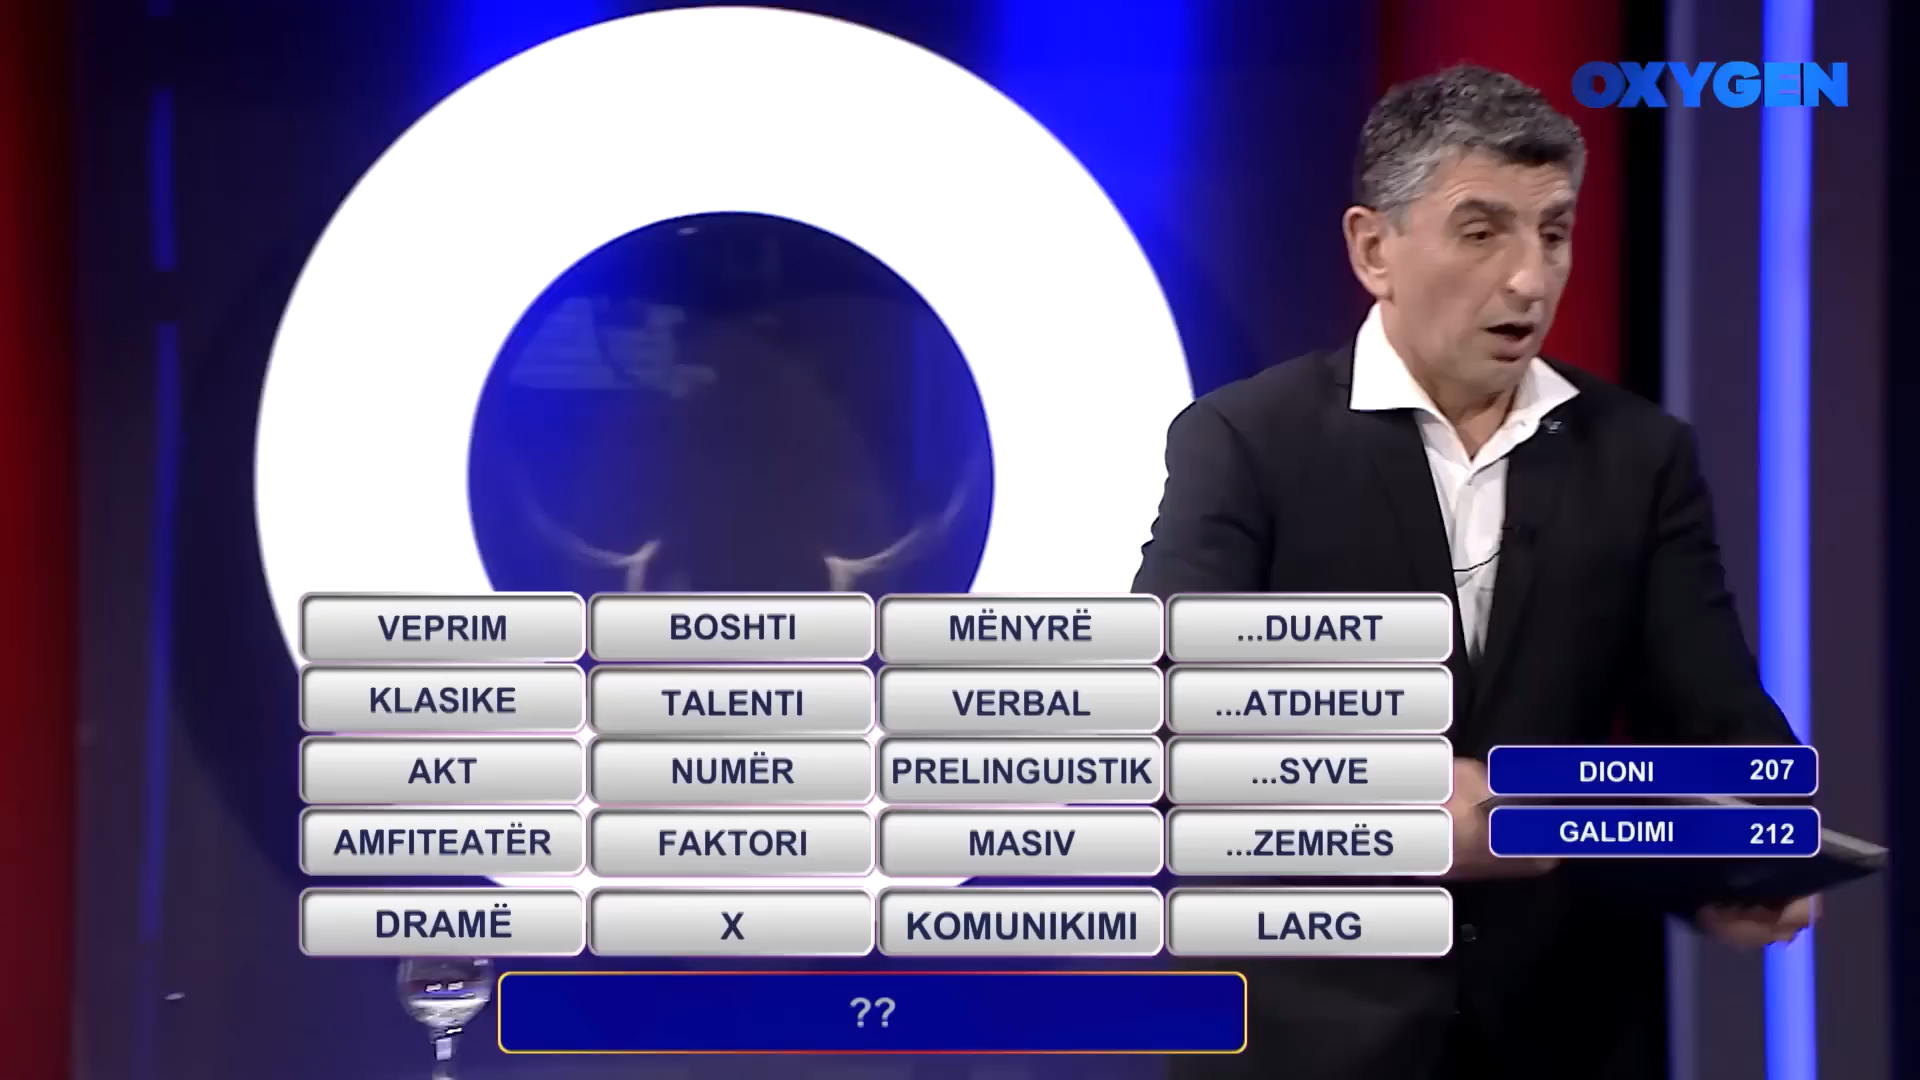 OXYGEN
VEPRIM BOSHTI MËNYRË ...DUART
KLASIKE TALENTI VERBAL ...ATDHEUT
AKT NUMËR PRELINGUISTIK ...SYVE
AMFITEATËR FAKTORI MASIV ...ZEMRËS
DRAMË X KOMUNIKIMI LARG
??
DIONI 207
GALDIMI 212